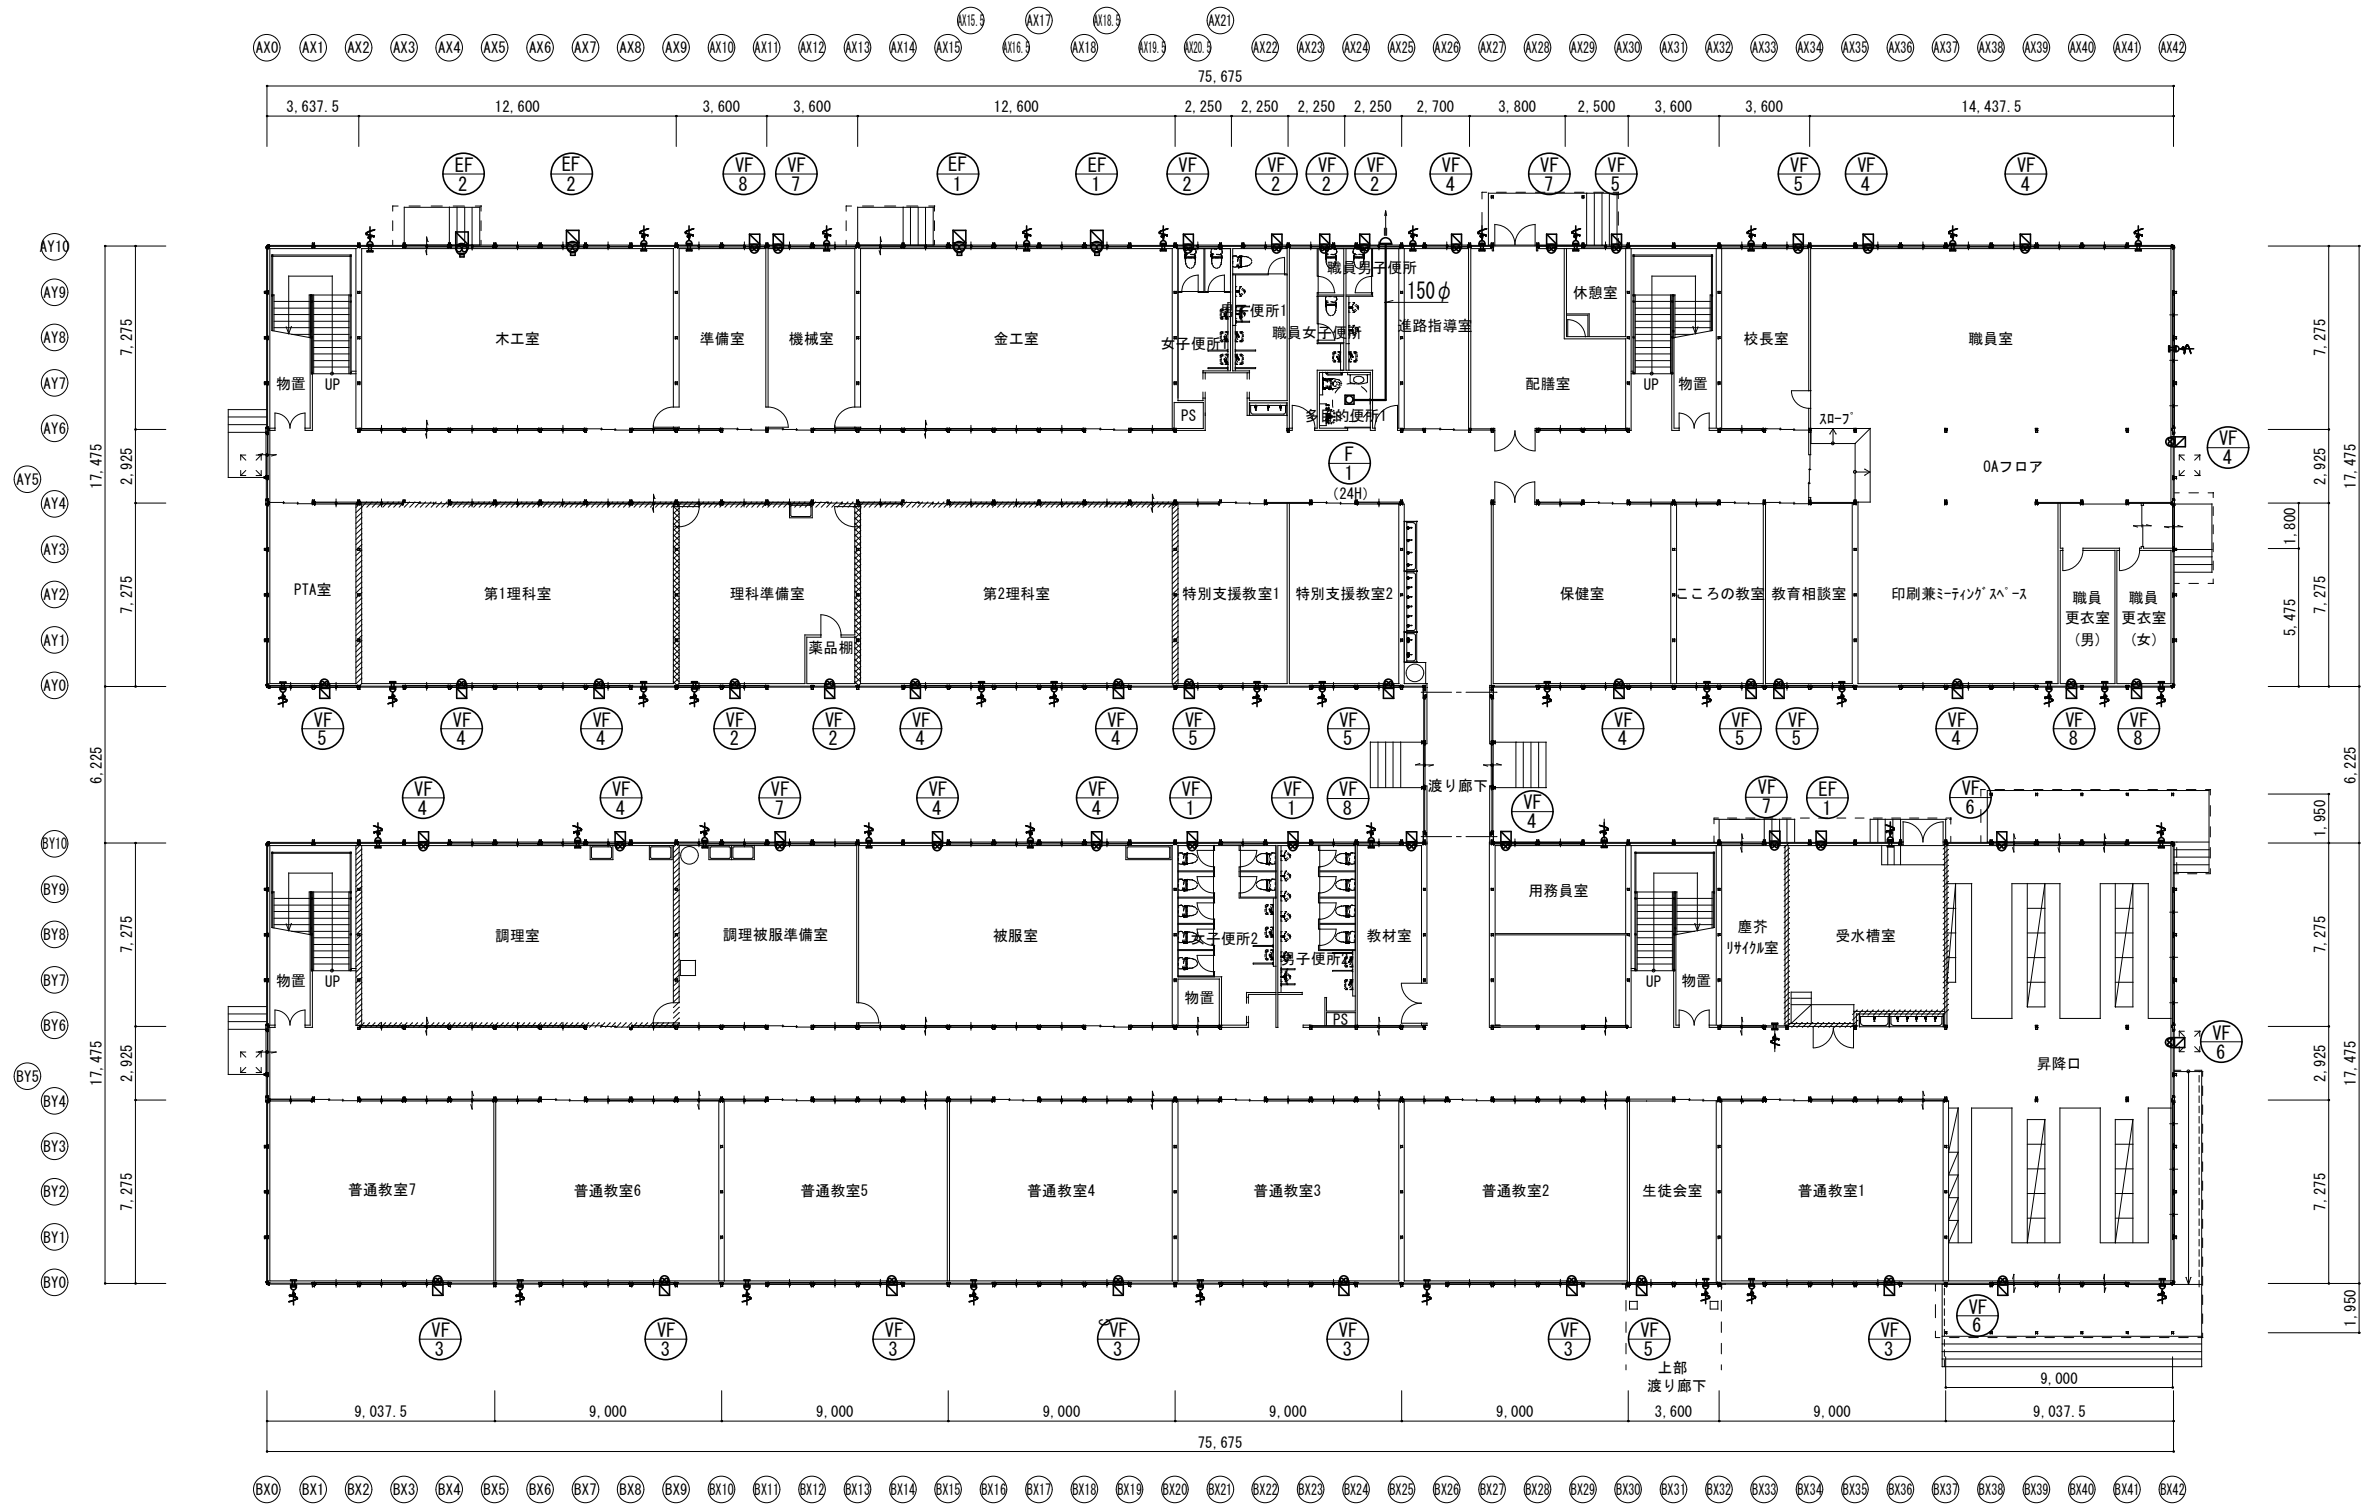 AX15.5 AX17 AX18.5 AX21
AX0 AX1 AX2 AX3 AX4 AX5 AX6 AX7 AX8 AX9 AX10 AX11 AX12 AX13 AX14 AX15 AX16.5 AX18 AX19.5 AX20.5 AX22 AX23 AX24 AX25 AX26 AX27 AX28 AX29 AX30 AX31 AX32 AX33 AX34 AX35 AX36 AX37 AX38 AX39 AX40 AX41 AX42
75,675
3,637.5 12,600 3,600 3,600 12,600 2,250 2,250 2,250 2,250 2,700 3,800 2,500 3,600 3,600 14,437.5
EF EF VF VF EF EF VF VF VF VF VF VF VF VF VF VF
2 2 8 7 1 1 2 2 2 2 4 7 5 5 4 4
AY10
AY9
AY8
AY7
AY6
AY5
AY4
AY3
AY2
AY1
AY0
7,275
2,925
7,275
17,475
6,225
職員男子便所
150φ
休憩室
男子便所1
進路指導室
職員女子便所
女子便所1
木工室 準備室 機械室 金工室 校長室 職員室
物置 UP 配膳室 UP 物置
PS 多目的便所1 スロープ
F
1
(24H)
OAフロア
VF
4
PTA室 第1理科室 理科準備室 第2理科室 特別支援教室1 特別支援教室2 保健室 こころの教室 教育相談室 印刷兼ミーティングスペース
職員
更衣室
(男)
職員
更衣室
(女)
薬品棚
7,275
2,925
1,800
5,475
7,275
17,475
6,225
VF VF VF VF VF VF VF VF VF VF VF VF VF VF VF
5 4 4 2 2 4 4 5 5 4 5 5 4 8 8
渡り廊下
VF VF VF VF VF VF VF VF VF VF EF VF
4 4 7 4 4 1 1 8 4 7 1 6
1,950
BY10
BY9
BY8
BY7
BY6
BY5
BY4
BY3
BY2
BY1
BY0
7,275
2,925
7,275
17,475
用務員室
調理室 調理被服準備室 被服室 女子便所2 教材室
塵芥
リサイクル室
受水槽室
男子便所2
物置 UP 物置 UP 物置
PS
VF
6
昇降口
普通教室7 普通教室6 普通教室5 普通教室4 普通教室3 普通教室2 生徒会室 普通教室1
7,275
2,925
7,275
17,475
1,950
VF VF VF VF VF VF VF VF VF
3 3 3 3 3 3 5 3 6
上部
渡り廊下
9,000
9,037.5 9,000 9,000 9,000 9,000 9,000 3,600 9,000 9,037.5
75,675
BX0 BX1 BX2 BX3 BX4 BX5 BX6 BX7 BX8 BX9 BX10 BX11 BX12 BX13 BX14 BX15 BX16 BX17 BX18 BX19 BX20 BX21 BX22 BX23 BX24 BX25 BX26 BX27 BX28 BX29 BX30 BX31 BX32 BX33 BX34 BX35 BX36 BX37 BX38 BX39 BX40 BX41 BX42